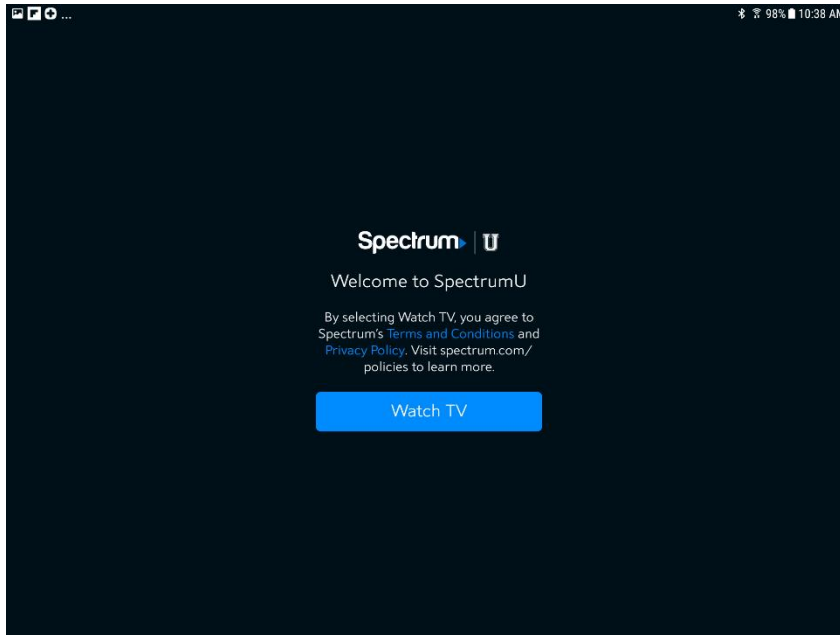 ... 98% 10:38 AM
Spectrum U
Welcome to SpectrumU
By selecting Watch TV, you agree to
Spectrum's Terms and Conditions and
Privacy Policy. Visit spectrum.com/
policies to learn more.
Watch TV